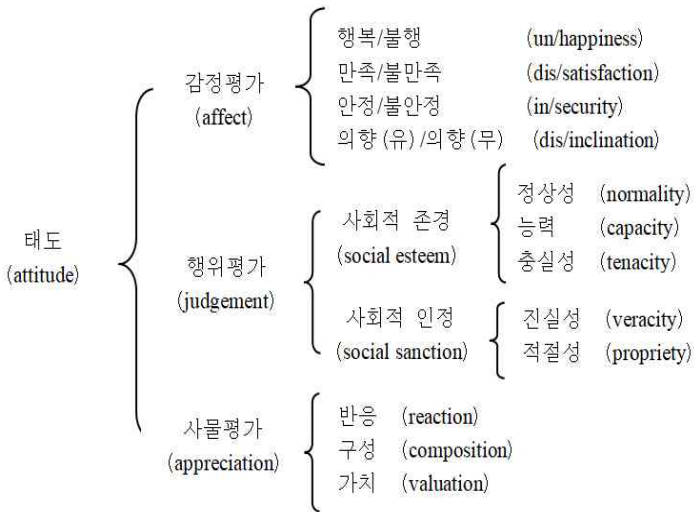 태도
(attitude)
감정평가
(affect)
행복/불행 (un/happiness)
만족/불만족 (dis/satisfaction)
안정/불안정 (in/security)
의향(유)/의향(무) (dis/inclination)
행위평가
(judgement)
사회적 존경
(social esteem)
정상성 (normality)
능력 (capacity)
충실성 (tenacity)
사회적 인정
(social sanction)
진실성 (veracity)
적절성 (propriety)
사물평가
(appreciation)
반응 (reaction)
구성 (composition)
가치 (valuation)